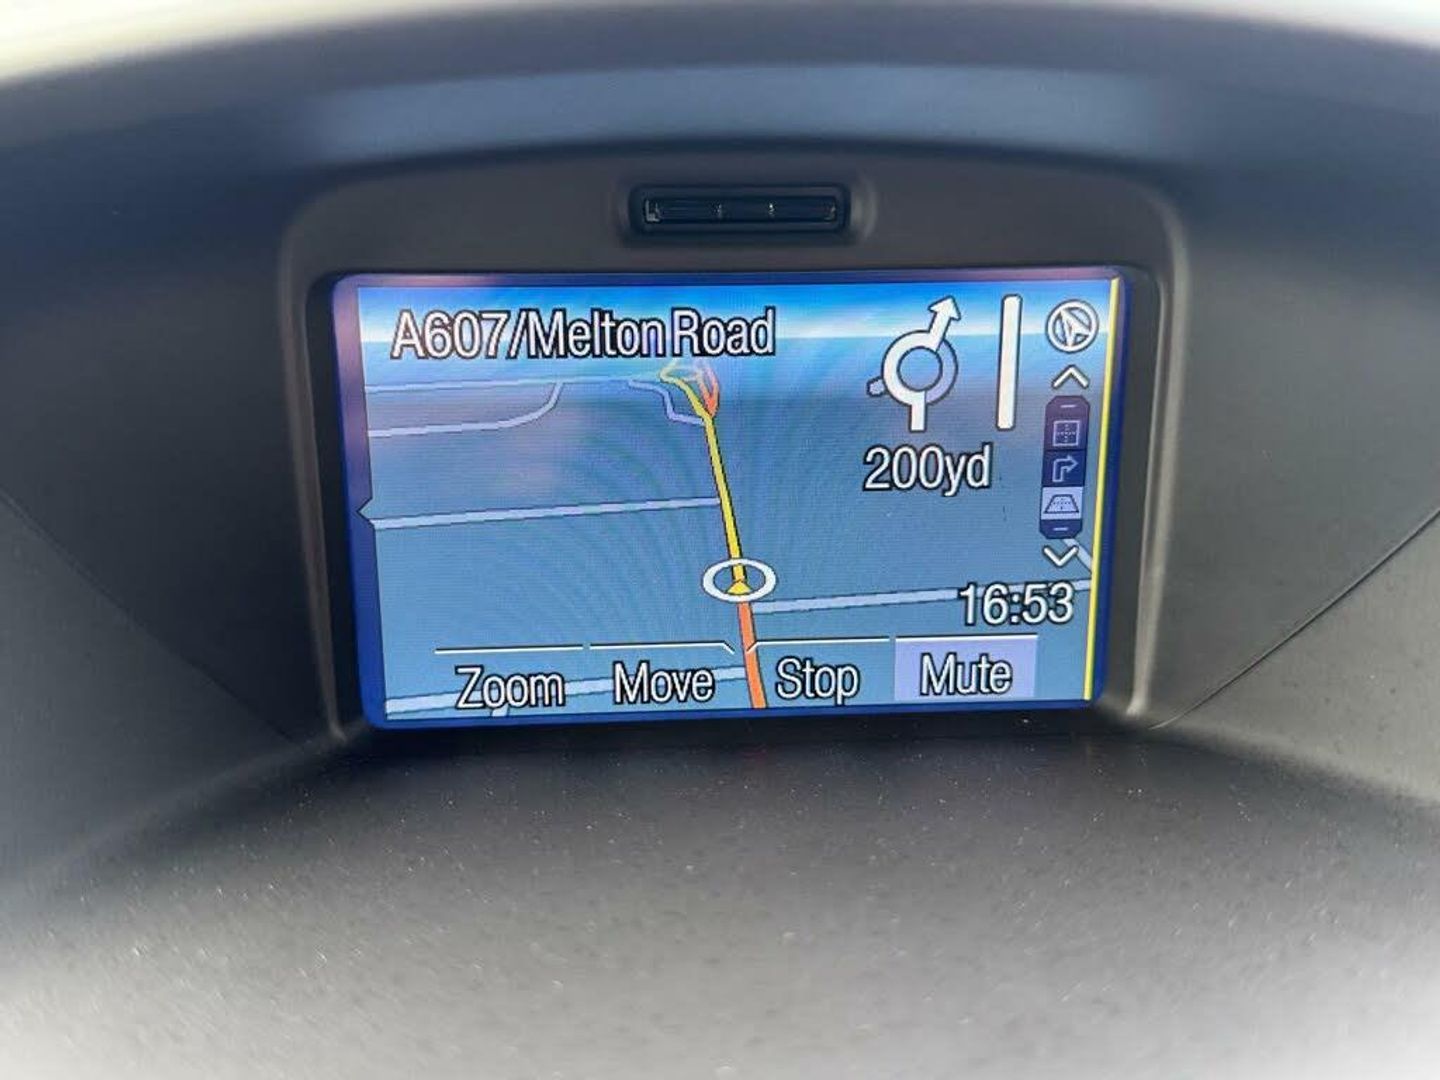 A607/Melton Road
200yd
16:53
Zoom Move Stop Mute